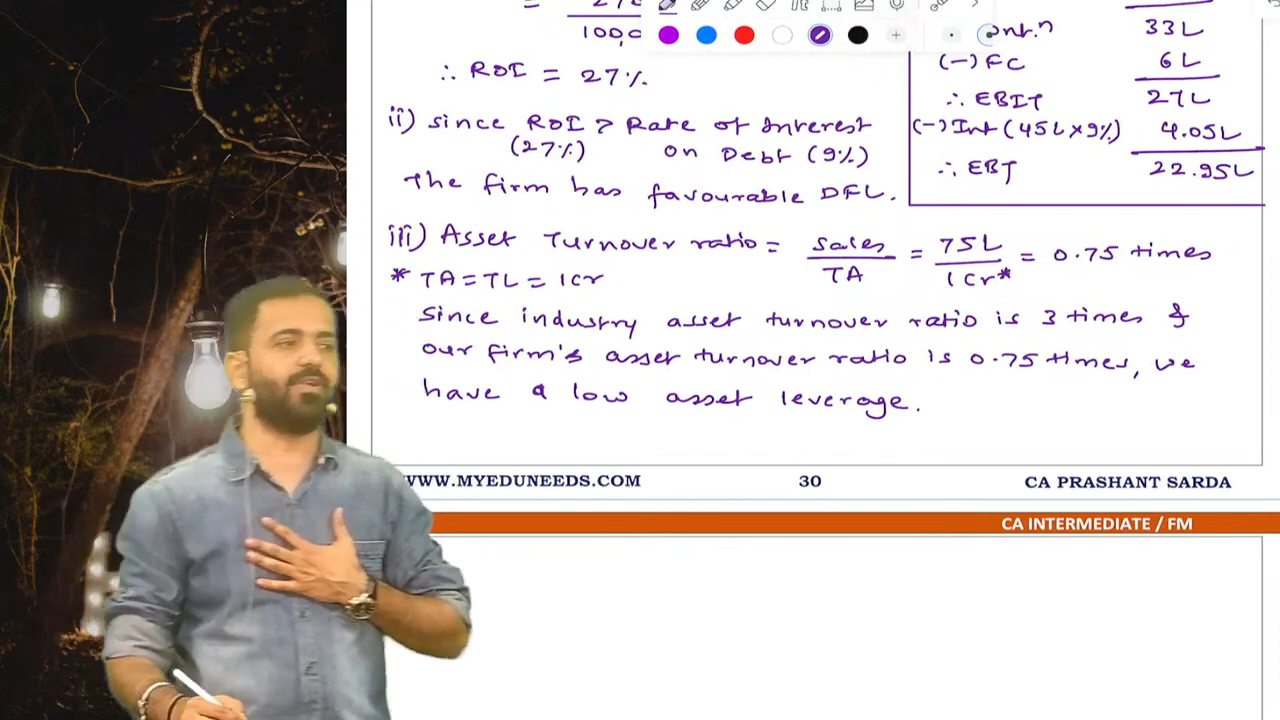 =
100,0
∴ ROI = 27%
ii) since ROI > Rate of Interest
(27%) on Debt (9%)
The firm has favourable DFL.
33L
(-) FC 6L
∴ EBIT 27L
(-) Int (45L x 9%) 4.05L
∴ EBT 22.95L
iii) Asset Turnover ratio = Sales / TA = 75L / 1Cr* = 0.75 times
* TA = TL = 1Cr
Since industry asset turnover ratio is 3 times &
our firm's asset turnover ratio is 0.75 times, we
have a low asset leverage.
WWW.MYEDUNEEDS.COM 30 CA PRASHANT SARDA
CA INTERMEDIATE / FM